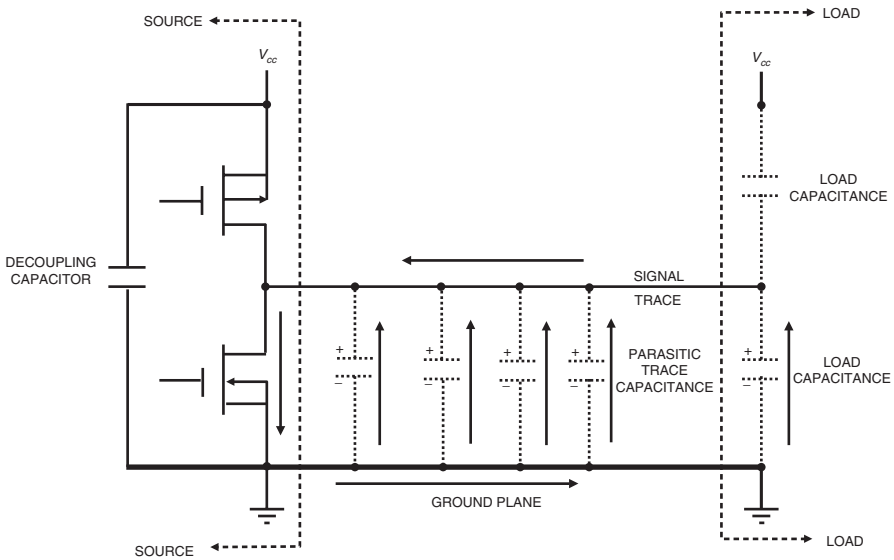 SOURCE
LOAD
Vcc
Vcc
LOAD
CAPACITANCE
DECOUPLING
CAPACITOR
SIGNAL
TRACE
+
–
+
–
+
–
+
–
PARASITIC
TRACE
CAPACITANCE
+
–
LOAD
CAPACITANCE
GROUND PLANE
SOURCE
LOAD